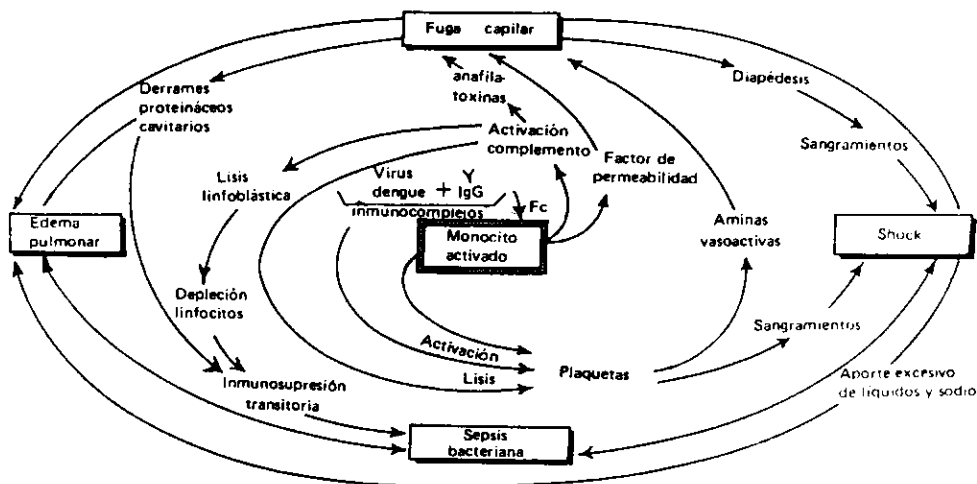 Fuga capilar
Derrames
proteináceos
cavitarios
anafila-
toxinas
Diapédesis
Activación
complemento
Sangramientos
Factor de
permeabilidad
Lisis
linfoblástica
Virus
dengue + Y
IgG
inmunocomplejos
Fc
Edema
pulmonar
Monocito
activado
Aminas
vasoactivas
Shock
Depleción
linfocitos
Sangramientos
Activación
Lisis
Plaquetas
Inmunosupresión
transitoria
Aporte excesivo
de líquidos y sodio
Sepsis
bacteriana